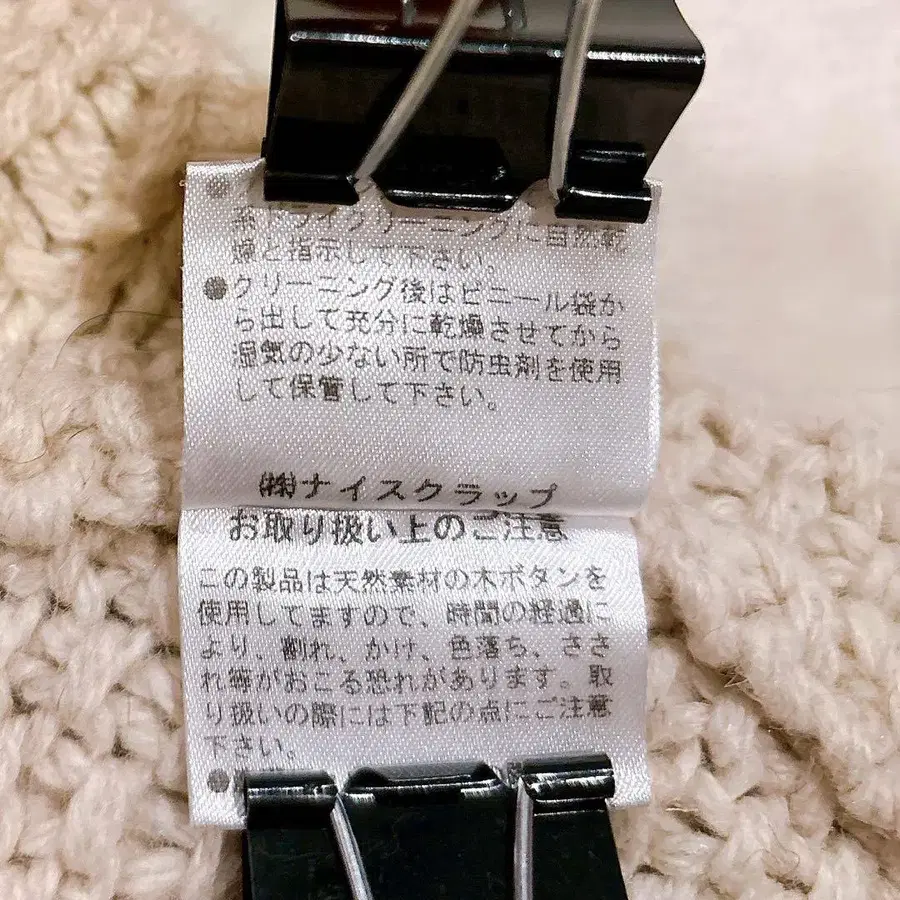 系ドライクリーニングに自然乾
燥と指示して下さい。
●クリーニング後はビニール袋か
ら出して充分に乾燥させてから
湿気の少ない所で防虫剤を使用
して保管して下さい。
㈱ナイスクラップ
お取り扱い上のご注意
この製品は天然素材の木ボタンを
使用してますので、時間の経過に
より、割れ、かけ、色落ち、ささく
れ等がおこる恐れがあります。取
り扱いの際には下記の点にご注意
下さい。
●